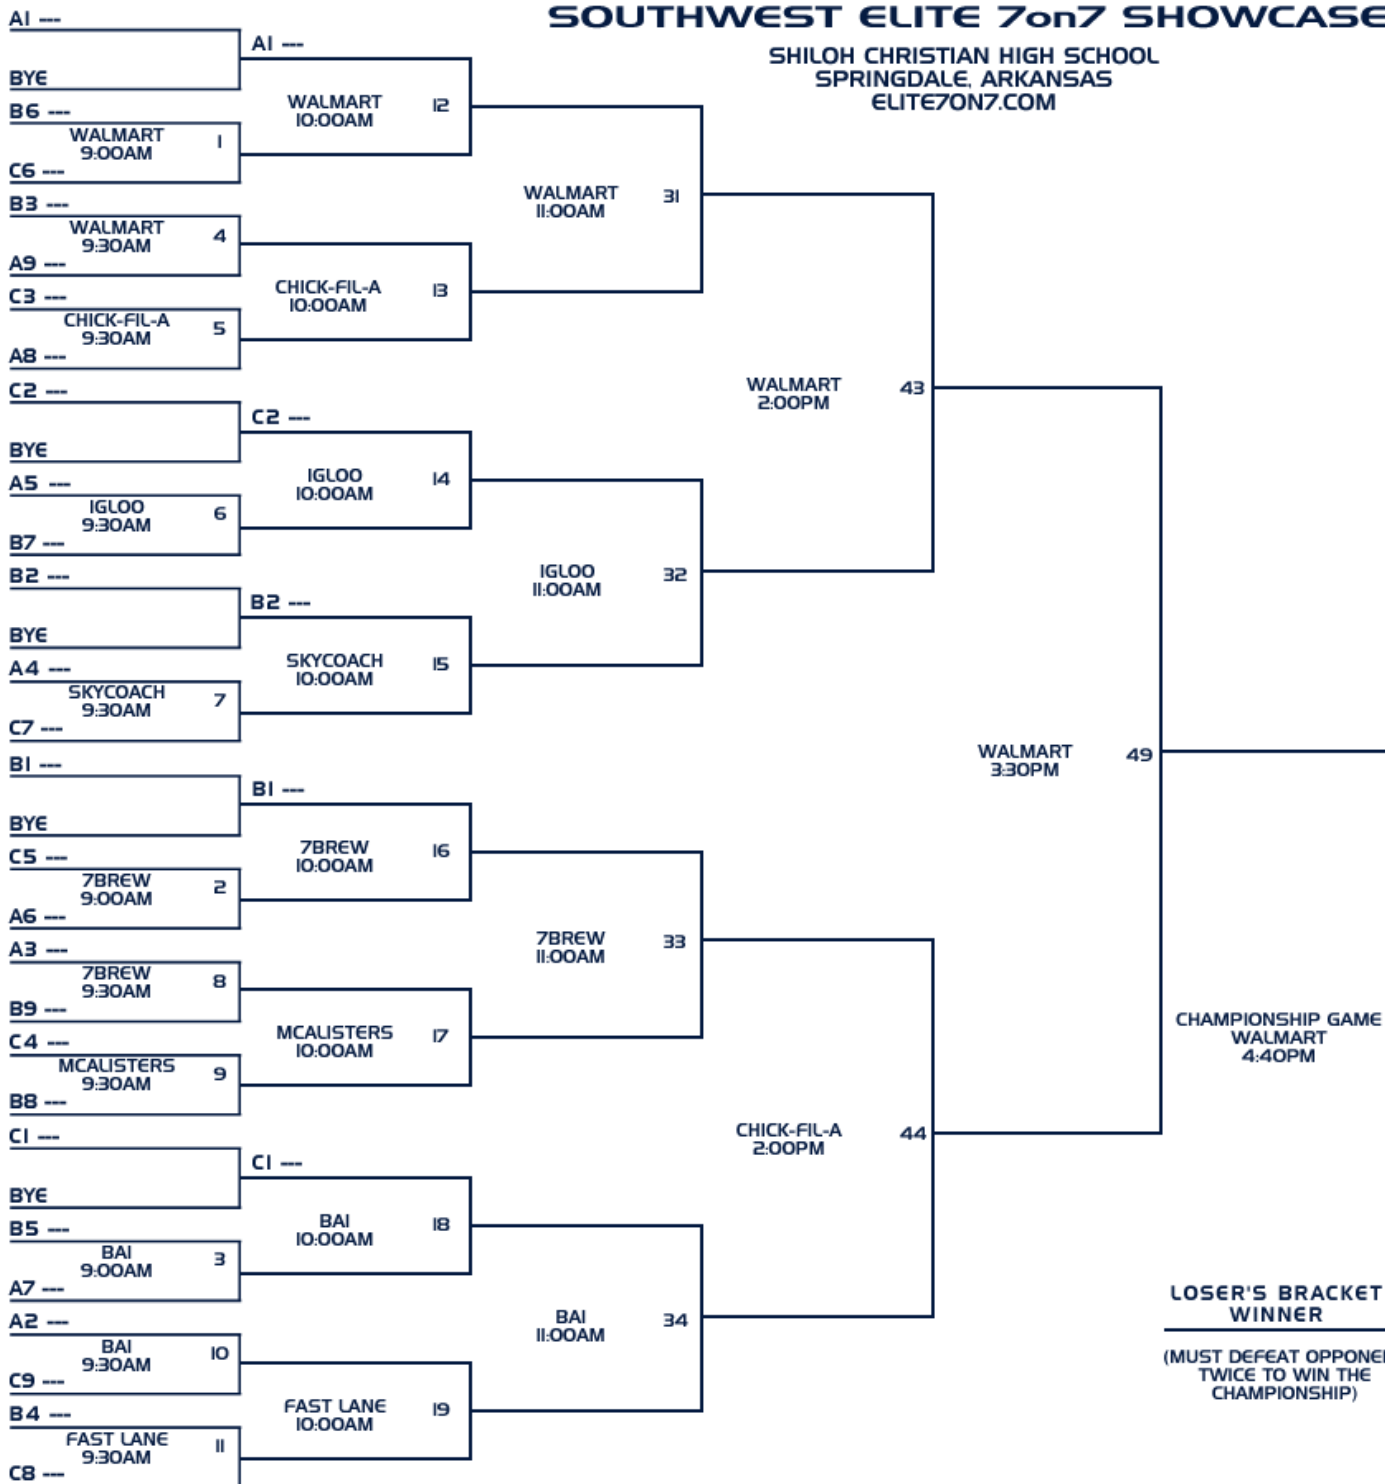 SOUTHWEST ELITE 7on7 SHOWCASE
SHILOH CHRISTIAN HIGH SCHOOL
SPRINGDALE, ARKANSAS
ELITE7ON7.COM
A1 ---
BYE
B6 ---
WALMART
9:00AM
1
C6 ---
B3 ---
WALMART
9:30AM
4
A9 ---
C3 ---
CHICK-FIL-A
9:30AM
5
A8 ---
C2 ---
BYE
A5 ---
IGLOO
9:30AM
6
B7 ---
B2 ---
BYE
A4 ---
SKYCOACH
9:30AM
7
C7 ---
B1 ---
BYE
C5 ---
7BREW
9:00AM
2
A6 ---
A3 ---
7BREW
9:30AM
8
B9 ---
C4 ---
MCALISTERS
9:30AM
9
B8 ---
C1 ---
BYE
B5 ---
BAI
9:00AM
3
A7 ---
A2 ---
BAI
9:30AM
10
C9 ---
B4 ---
FAST LANE
9:30AM
11
C8 ---
A1 ---
WALMART
10:00AM
12
CHICK-FIL-A
10:00AM
13
C2 ---
IGLOO
10:00AM
14
B2 ---
SKYCOACH
10:00AM
15
B1 ---
7BREW
10:00AM
16
MCALISTERS
10:00AM
17
C1 ---
BAI
10:00AM
18
FAST LANE
10:00AM
19
WALMART
11:00AM
31
IGLOO
11:00AM
32
7BREW
11:00AM
33
BAI
11:00AM
34
WALMART
2:00PM
43
CHICK-FIL-A
2:00PM
44
WALMART
3:30PM
49
CHAMPIONSHIP GAME
WALMART
4:40PM
LOSER'S BRACKET
WINNER
(MUST DEFEAT OPPONE
TWICE TO WIN THE
CHAMPIONSHIP)